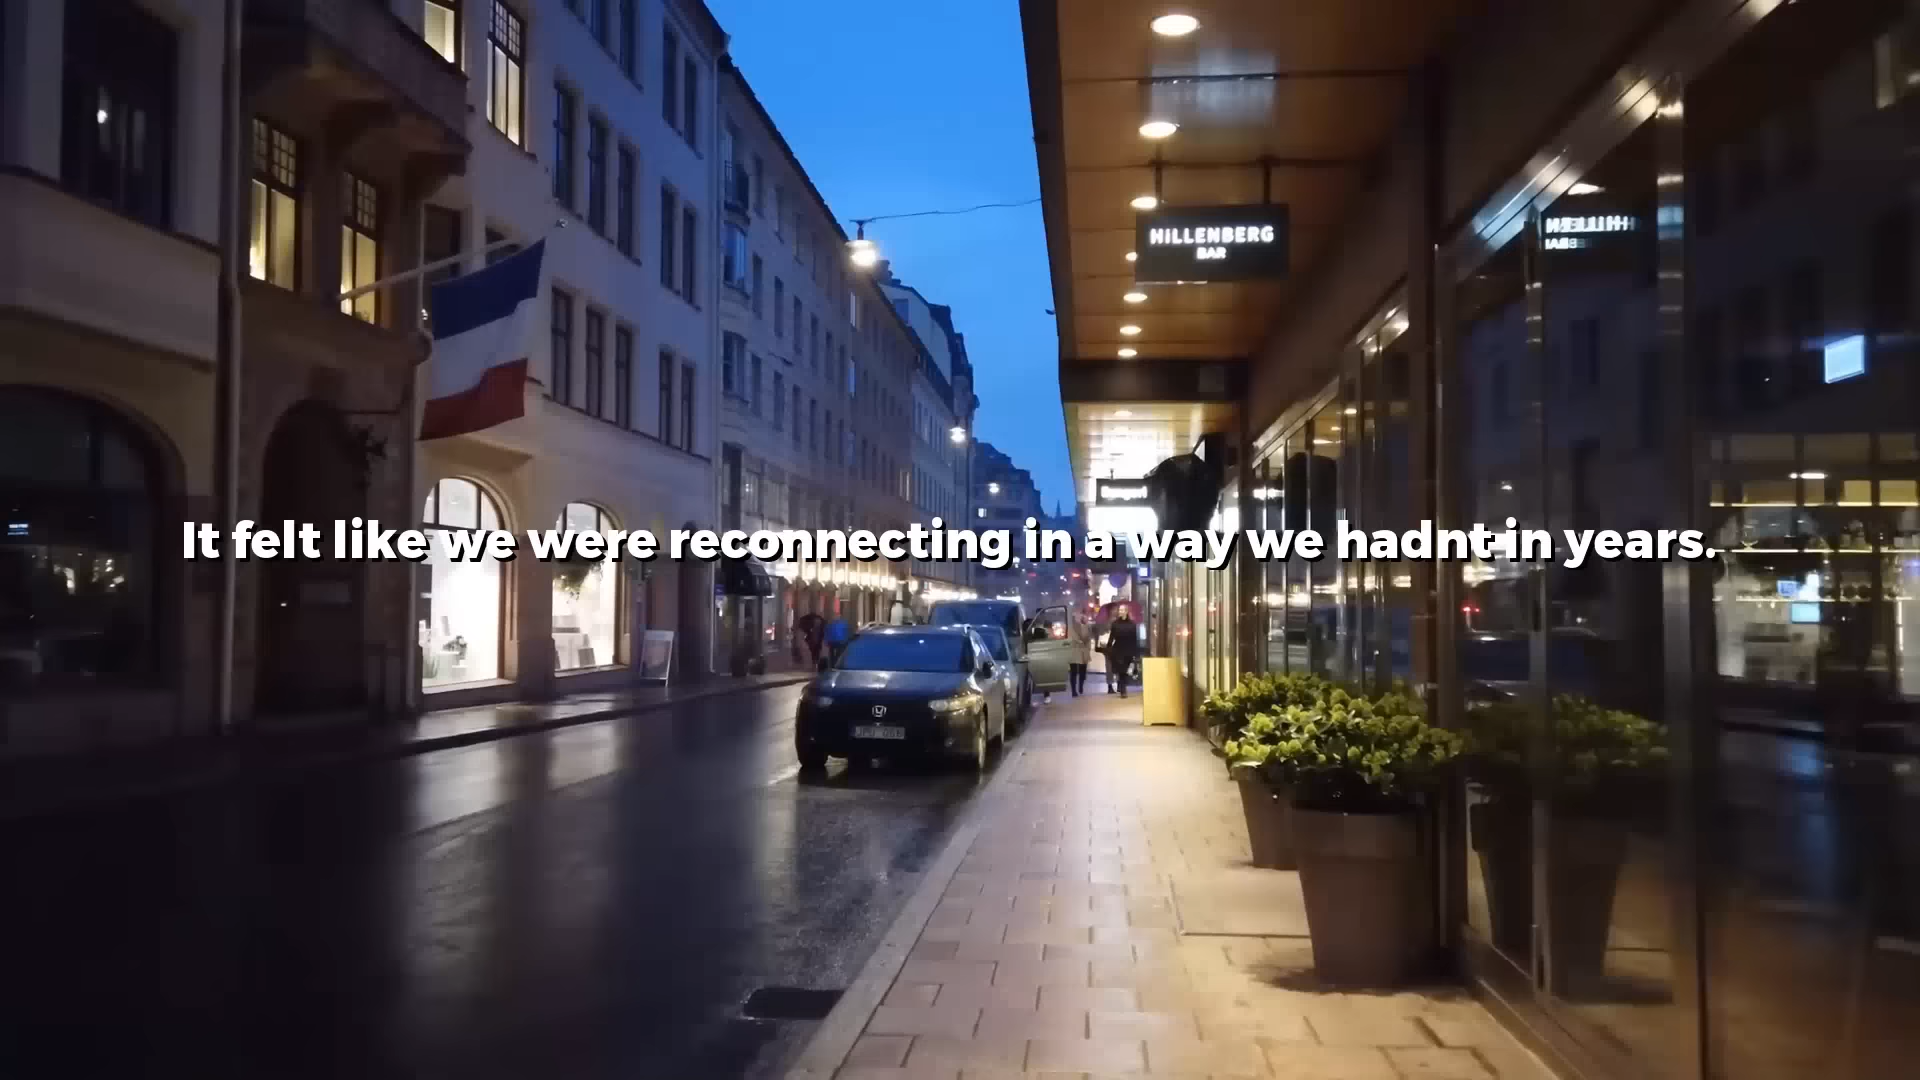 HILLENBERG
BAR
It felt like we were reconnecting in a way we hadnt in years.